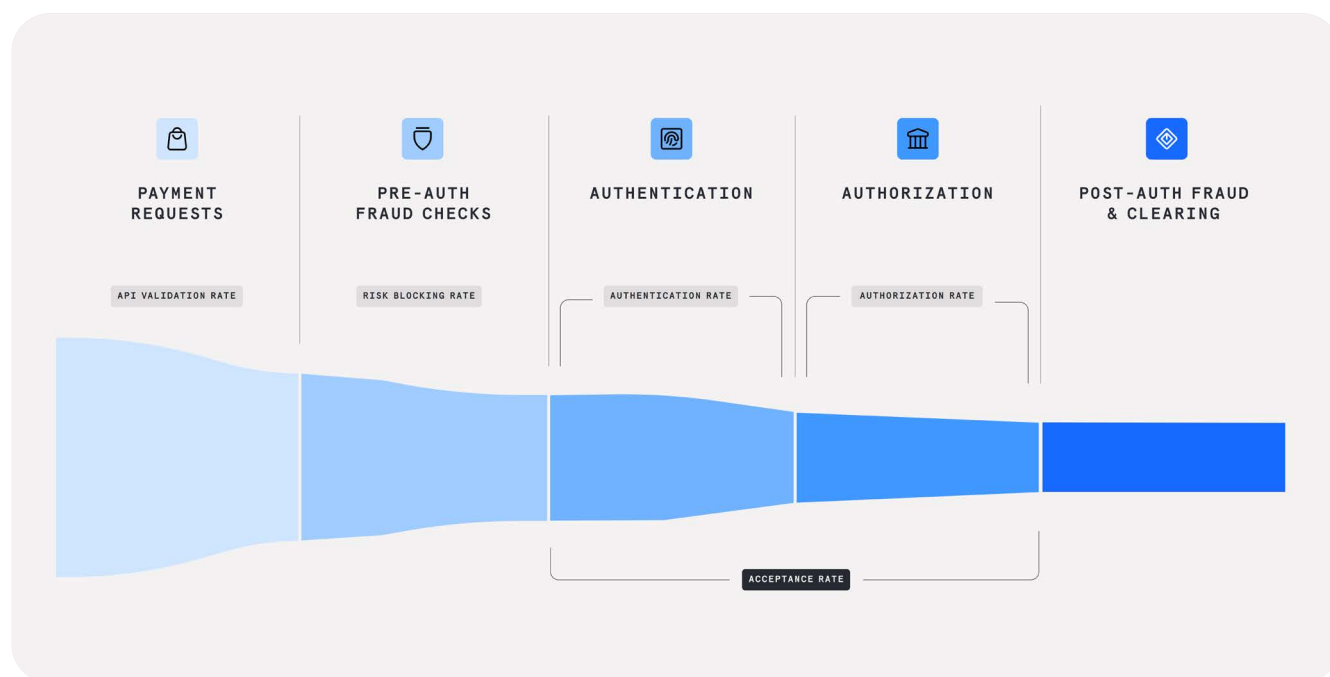 PAYMENT
REQUESTS
PRE-AUTH
FRAUD CHECKS
AUTHENTICATION
AUTHORIZATION
POST-AUTH FRAUD
& CLEARING
API VALIDATION RATE
RISK BLOCKING RATE
AUTHENTICATION RATE
AUTHORIZATION RATE
ACCEPTANCE RATE